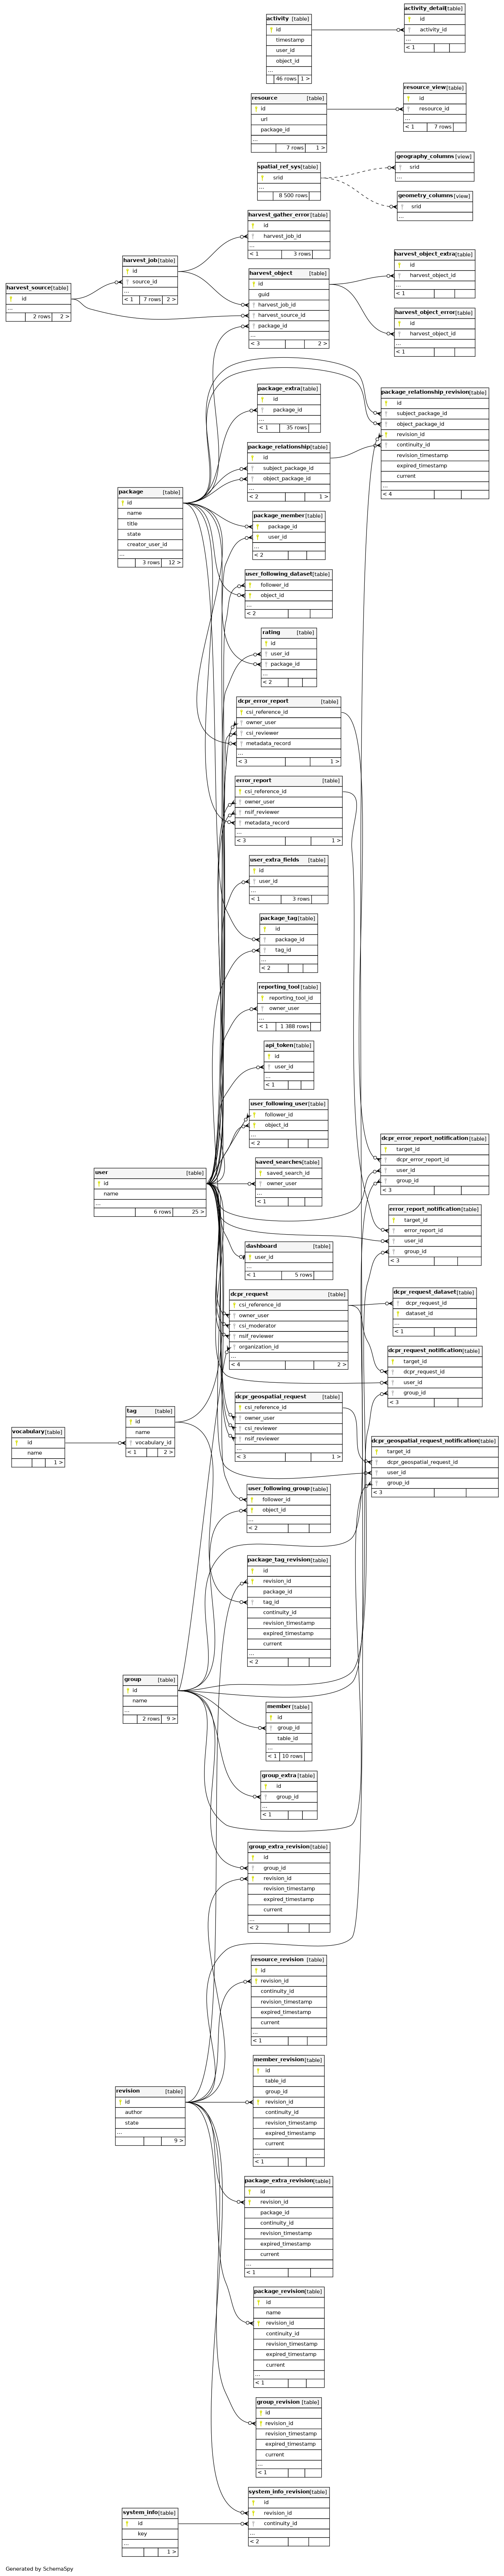 activity [table]
id
timestamp
user_id
object_id
...
46 rows 1 >
activity_detail [table]
id
activity_id
...
< 1
resource [table]
id
url
package_id
...
7 rows 1 >
resource_view [table]
id
resource_id
...
< 1 7 rows
spatial_ref_sys [table]
srid
...
8 500 rows
geography_columns [view]
srid
...
geometry_columns [view]
srid
...
harvest_gather_error [table]
id
harvest_job_id
...
< 1 3 rows
harvest_job [table]
id
source_id
...
< 1 7 rows 2 >
harvest_source [table]
id
...
2 rows 2 >
harvest_object [table]
id
guid
harvest_job_id
harvest_source_id
package_id
...
< 3 2 >
harvest_object_extra [table]
id
harvest_object_id
...
< 1
harvest_object_error [table]
id
harvest_object_id
...
< 1
package_extra [table]
id
package_id
...
< 1 35 rows
package_relationship_revision [table]
id
subject_package_id
object_package_id
revision_id
continuity_id
revision_timestamp
expired_timestamp
current
...
< 4
package_relationship [table]
id
subject_package_id
object_package_id
...
< 2 1 >
package [table]
id
name
title
state
creator_user_id
...
3 rows 12 >
package_member [table]
package_id
user_id
...
< 2
user_following_dataset [table]
follower_id
object_id
...
< 2
rating [table]
id
user_id
package_id
...
< 2
dcpr_error_report [table]
csi_reference_id
owner_user
csi_reviewer
metadata_record
...
< 3 1 >
error_report [table]
csi_reference_id
owner_user
nsif_reviewer
metadata_record
...
< 3 1 >
user_extra_fields [table]
id
user_id
...
< 1 3 rows
package_tag [table]
id
package_id
tag_id
...
< 2
reporting_tool [table]
reporting_tool_id
owner_user
...
< 1 1 388 rows
api_token [table]
id
user_id
...
< 1
user_following_user [table]
follower_id
object_id
...
< 2
saved_searches [table]
saved_search_id
owner_user
...
< 1
user [table]
id
name
...
6 rows 25 >
dcpr_error_report_notification [table]
target_id
dcpr_error_report_id
user_id
group_id
< 3
error_report_notification [table]
target_id
error_report_id
user_id
group_id
< 3
dashboard [table]
user_id
...
< 1 5 rows
dcpr_request [table]
csi_reference_id
owner_user
csi_moderator
nsif_reviewer
organization_id
...
< 4 2 >
dcpr_request_dataset [table]
dcpr_request_id
dataset_id
...
< 1
dcpr_request_notification [table]
target_id
dcpr_request_id
user_id
group_id
< 3
dcpr_geospatial_request [table]
csi_reference_id
owner_user
csi_reviewer
nsif_reviewer
...
< 3 1 >
dcpr_geospatial_request_notification [table]
target_id
dcpr_geospatial_request_id
user_id
group_id
< 3
tag [table]
id
name
vocabulary_id
< 1 2 >
vocabulary [table]
id
name
1 >
user_following_group [table]
follower_id
object_id
...
< 2
package_tag_revision [table]
id
revision_id
package_id
tag_id
continuity_id
revision_timestamp
expired_timestamp
current
...
< 2
group [table]
id
name
...
2 rows 9 >
member [table]
id
group_id
table_id
...
< 1 10 rows
group_extra [table]
id
group_id
...
< 1
group_extra_revision [table]
id
group_id
revision_id
revision_timestamp
expired_timestamp
current
...
< 2
resource_revision [table]
id
revision_id
continuity_id
revision_timestamp
expired_timestamp
current
...
< 1
member_revision [table]
id
table_id
group_id
revision_id
continuity_id
revision_timestamp
expired_timestamp
current
...
< 1
revision [table]
id
author
state
...
9 >
package_extra_revision [table]
id
revision_id
package_id
continuity_id
revision_timestamp
expired_timestamp
current
...
< 1
package_revision [table]
id
name
revision_id
continuity_id
revision_timestamp
expired_timestamp
current
...
< 1
group_revision [table]
id
revision_id
revision_timestamp
expired_timestamp
current
...
< 1
system_info_revision [table]
id
revision_id
continuity_id
...
< 2
system_info [table]
id
key
...
1 >
Generated by SchemaSpy